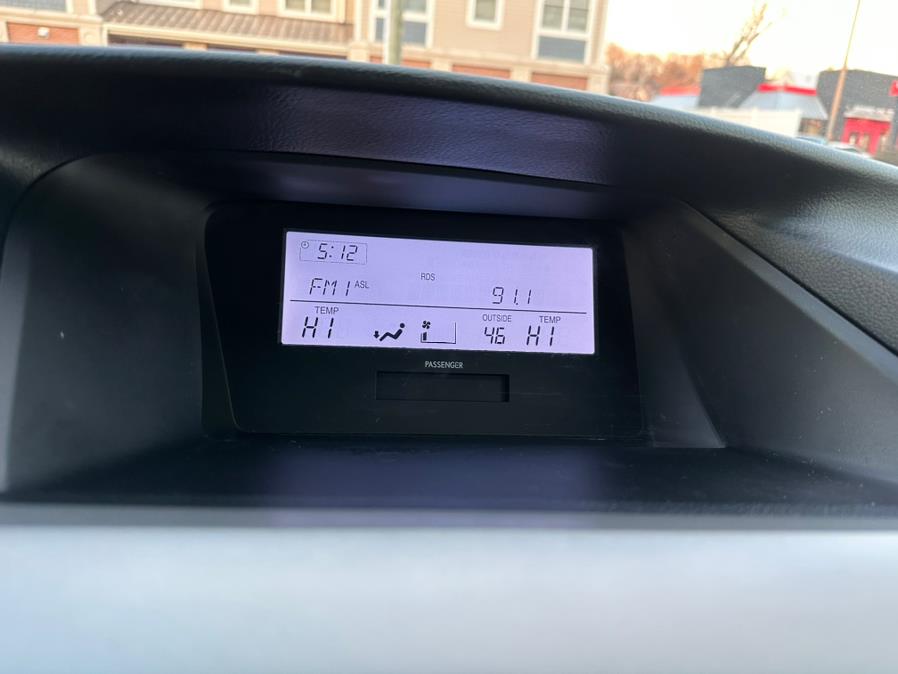 5:12
FM1 ASL RDS 91.1
TEMP OUTSIDE TEMP
HI 46 HI
PASSENGER